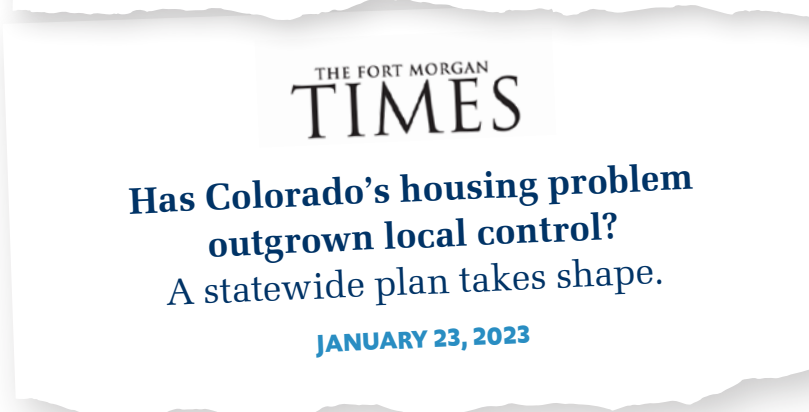 THE FORT MORGAN
TIMES
Has Colorado’s housing problem
outgrown local control?
A statewide plan takes shape.
JANUARY 23, 2023